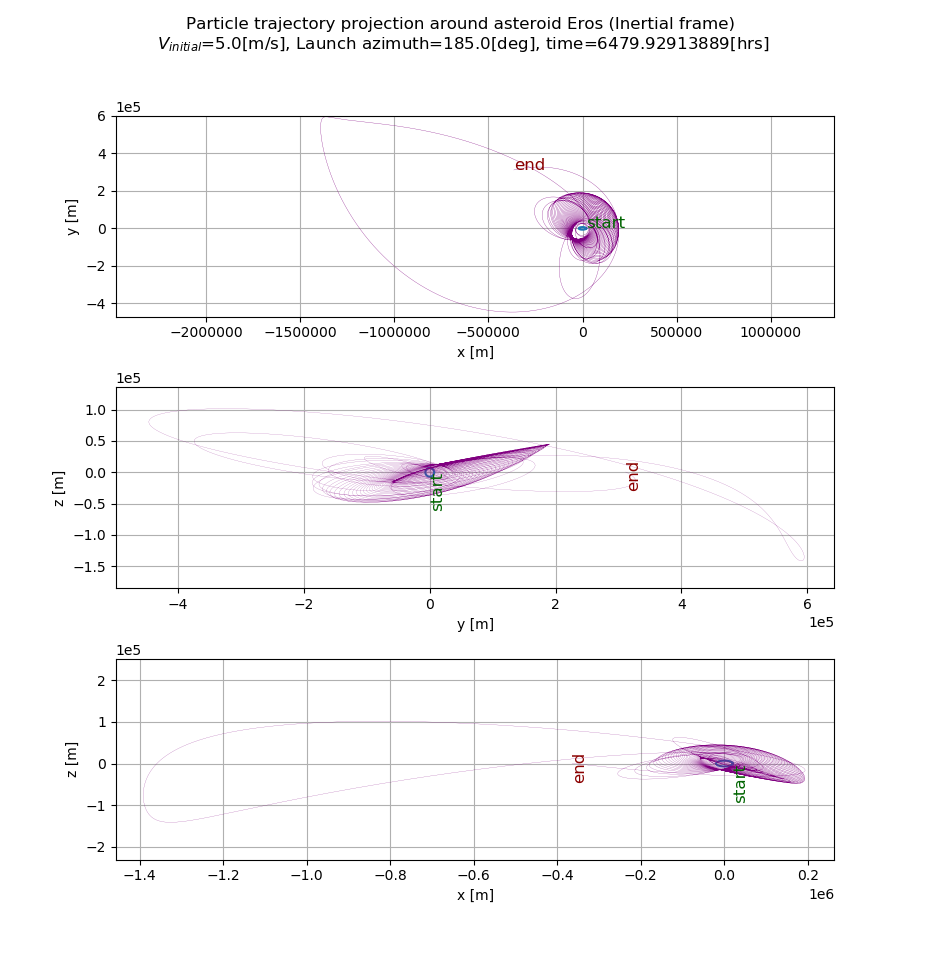 Particle trajectory projection around asteroid Eros (Inertial frame)
V_initial=5.0[m/s], Launch azimuth=185.0[deg], time=6479.92913889[hrs]
1e5
6
4
2
0
−2
−4
y [m]
end
start
−2000000 −1500000 −1000000 −500000 0 500000 1000000
x [m]
1e5
1.0
0.5
0.0
−0.5
−1.0
−1.5
z [m]
start
end
−4 −2 0 2 4 6
y [m]
1e5
1e5
2
1
0
−1
−2
z [m]
end
start
−1.4 −1.2 −1.0 −0.8 −0.6 −0.4 −0.2 0.0 0.2
x [m]
1e6